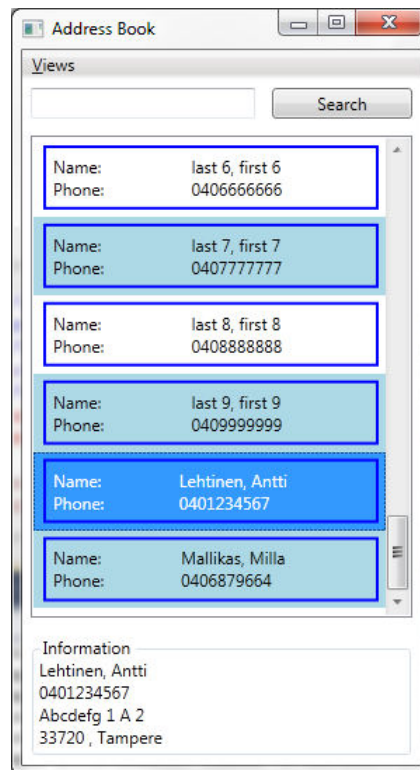 Address Book
Views
Search
Name: last 6, first 6
Phone: 0406666666
Name: last 7, first 7
Phone: 0407777777
Name: last 8, first 8
Phone: 0408888888
Name: last 9, first 9
Phone: 0409999999
Name: Lehtinen, Antti
Phone: 0401234567
Name: Mallikas, Milla
Phone: 0406879664
Information
Lehtinen, Antti
0401234567
Abcdefg 1 A 2
33720 , Tampere